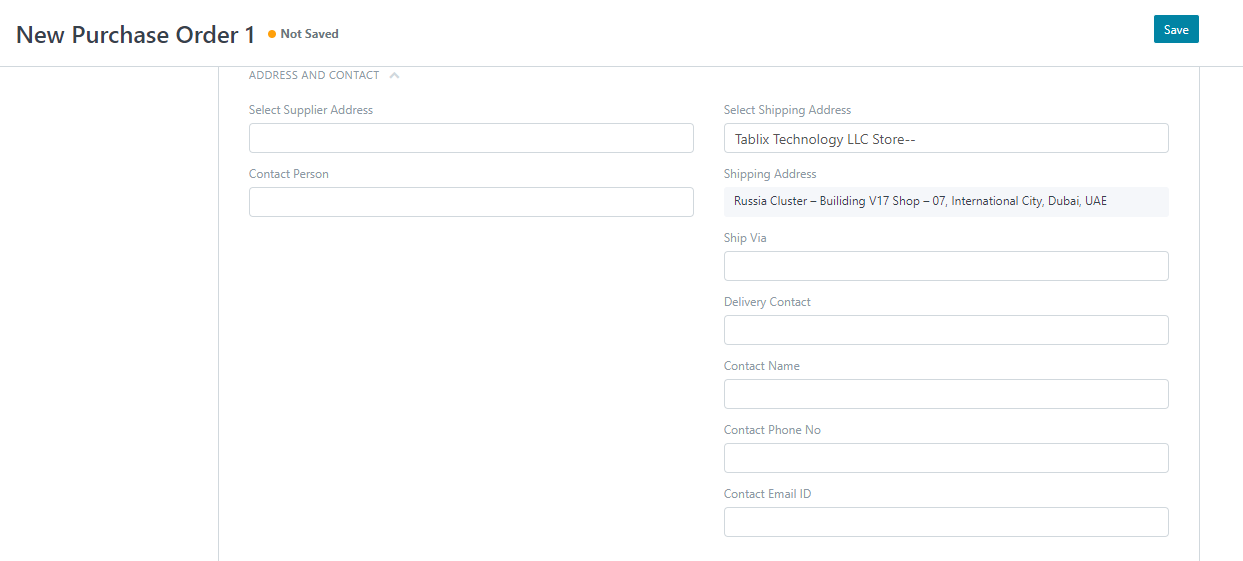 New Purchase Order 1
Not Saved
Save
ADDRESS AND CONTACT
Select Supplier Address
Contact Person
Select Shipping Address
Tablix Technology LLC Store--
Shipping Address
Russia Cluster – Builiding V17 Shop – 07, International City, Dubai, UAE
Ship Via
Delivery Contact
Contact Name
Contact Phone No
Contact Email ID